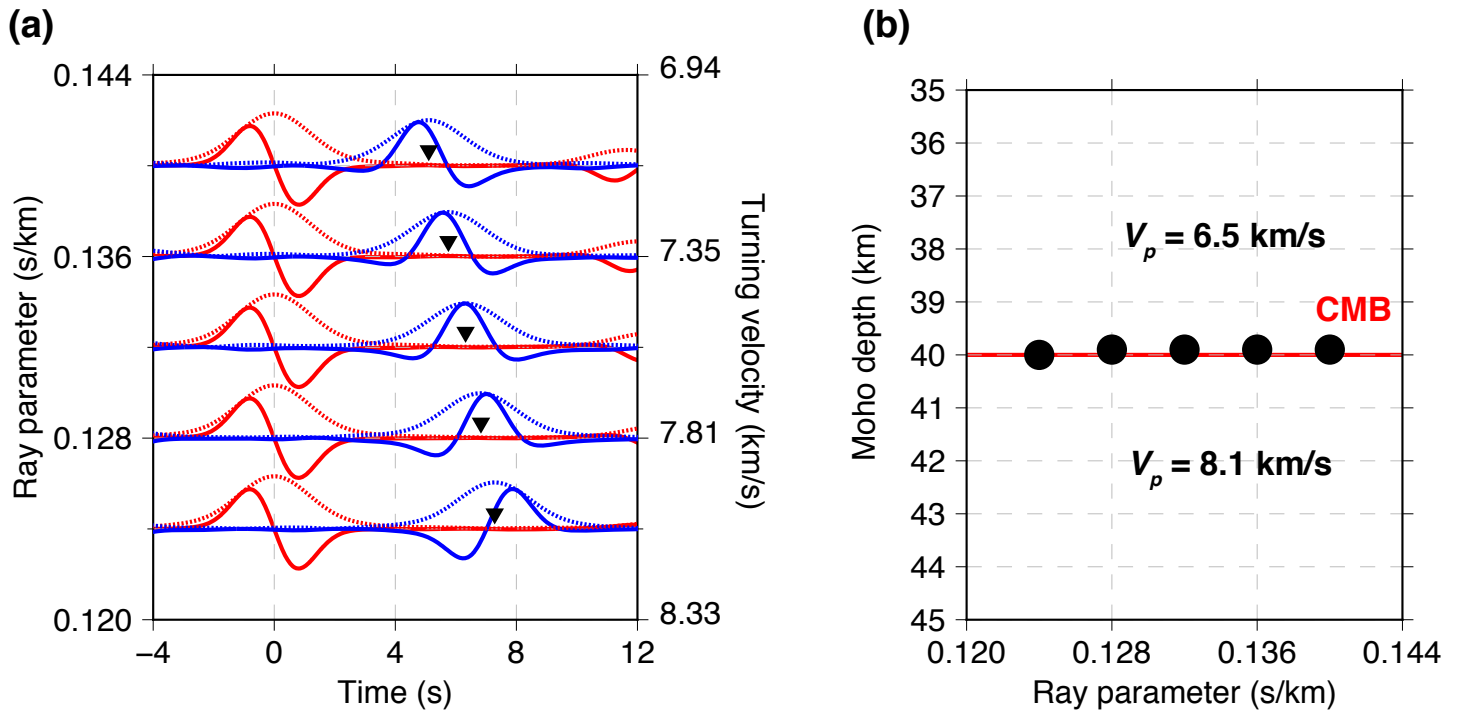 (a)
Ray parameter (s/km)
0.144
0.136
0.128
0.120
−4
0
4
8
12
Time (s)
6.94
7.35
7.81
8.33
Turning velocity (km/s)
(b)
Moho depth (km)
35
36
37
38
39
40
41
42
43
44
45
Vp = 6.5 km/s
CMB
Vp = 8.1 km/s
0.120
0.128
0.136
0.144
Ray parameter (s/km)